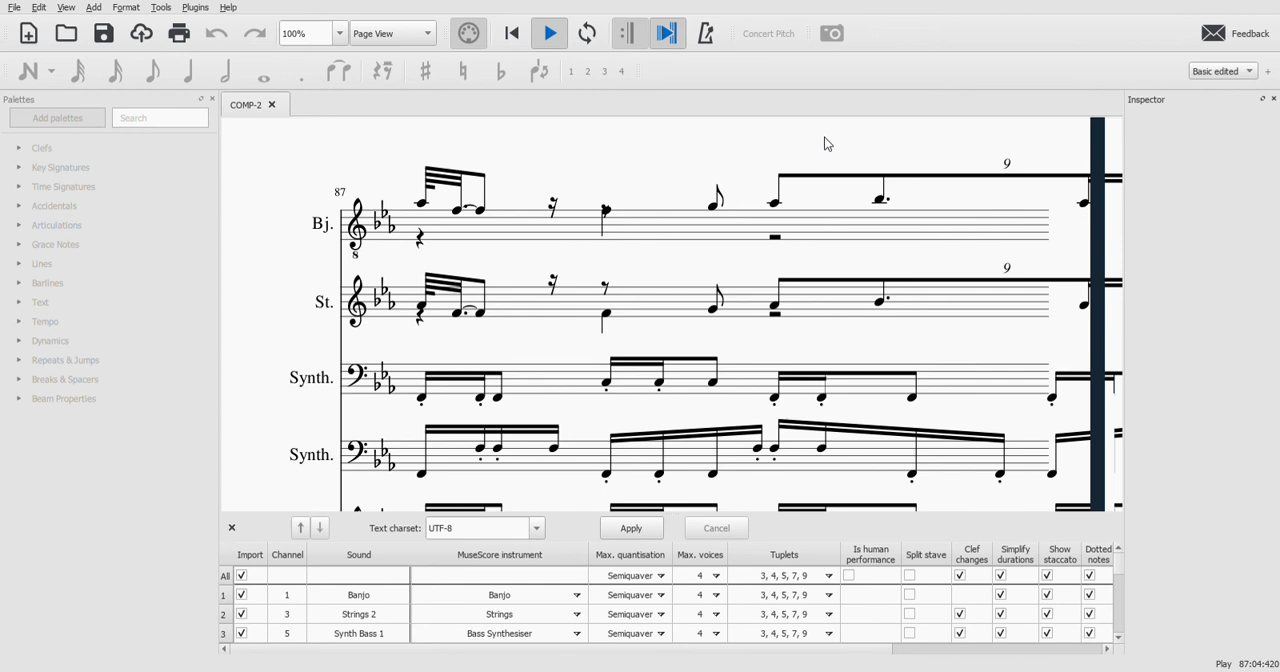 File Edit View Add Format Tools Plugins Help
100% Page View Concert Pitch Feedback
1 2 3 4 Basic edited +
Palettes
COMP-2
Inspector
Add palettes Search
Clefs
Key Signatures
Time Signatures
Accidentals
Articulations
Grace Notes
Lines
Barlines
Text
Tempo
Dynamics
Repeats & Jumps
Breaks & Spacers
Beam Properties
87
9
Bj.
8
9
St.
Synth.
Synth.
Text charset: UTF-8 Apply Cancel
Import Channel Sound MuseScore instrument Max. quantisation Max. voices Tuplets Is human performance Split stave Clef changes Simplify durations Show staccato Dotted notes
All Semiquaver 4 3, 4, 5, 7, 9
1 1 Banjo Banjo Semiquaver 4 3, 4, 5, 7, 9
2 3 Strings 2 Strings Semiquaver 4 3, 4, 5, 7, 9
3 5 Synth Bass 1 Bass Synthesiser Semiquaver 4 3, 4, 5, 7, 9
Play 87:04:420